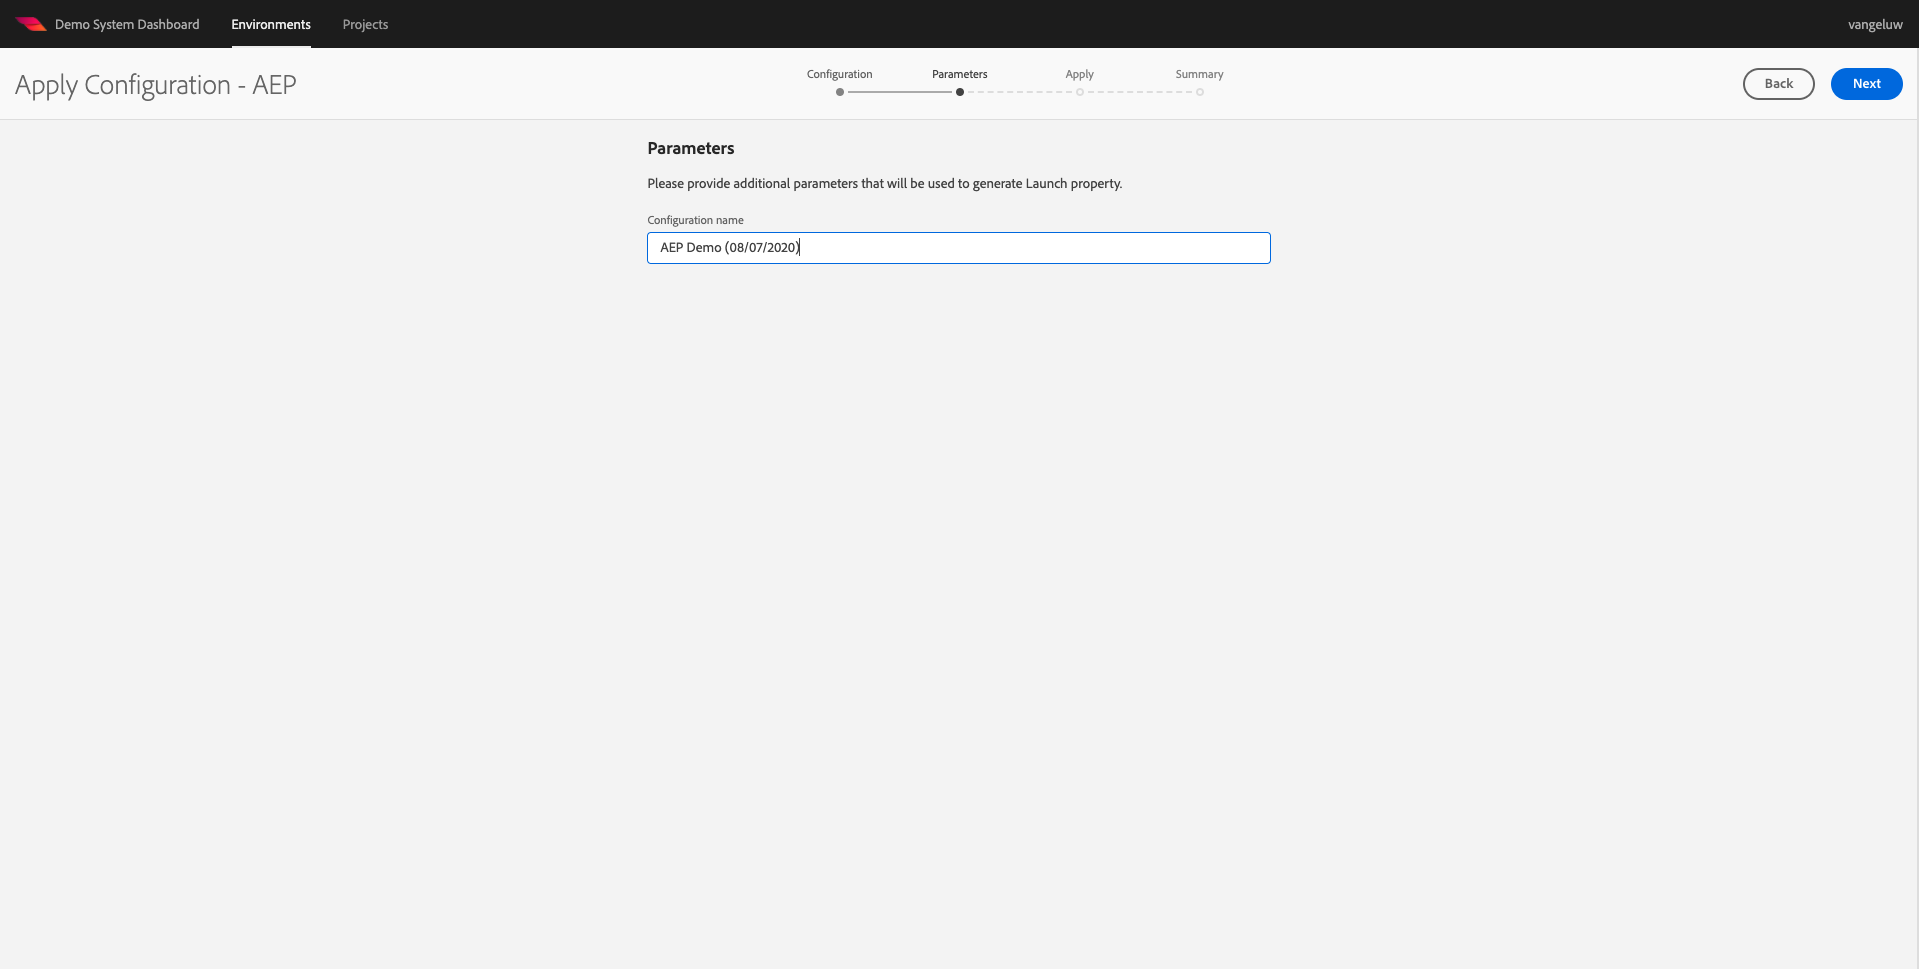 Demo System Dashboard Environments Projects vangeluw
Apply Configuration - AEP
Configuration Parameters Apply Summary
Back Next
Parameters
Please provide additional parameters that will be used to generate Launch property.
Configuration name
AEP Demo (08/07/2020)